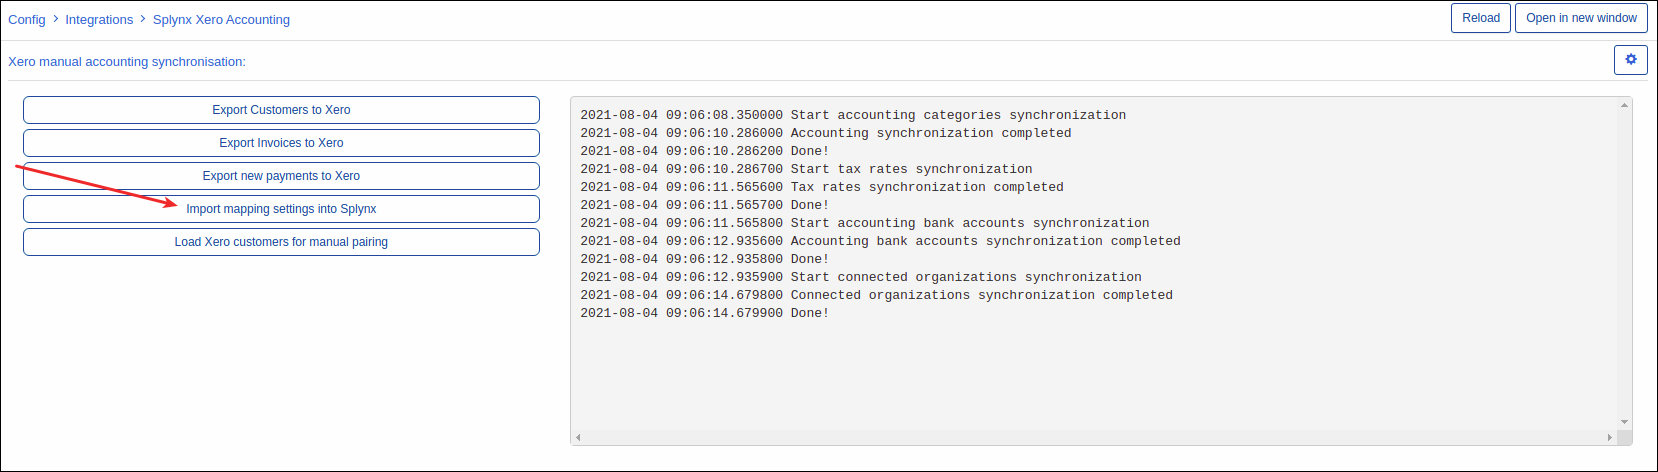 Config > Integrations > Splynx Xero Accounting
Reload
Open in new window
Xero manual accounting synchronisation:
Export Customers to Xero
Export Invoices to Xero
Export new payments to Xero
Import mapping settings into Splynx
Load Xero customers for manual pairing
2021-08-04 09:06:08.350000 Start accounting categories synchronization
2021-08-04 09:06:10.286000 Accounting synchronization completed
2021-08-04 09:06:10.286200 Done!
2021-08-04 09:06:10.286700 Start tax rates synchronization
2021-08-04 09:06:11.565600 Tax rates synchronization completed
2021-08-04 09:06:11.565700 Done!
2021-08-04 09:06:11.565800 Start accounting bank accounts synchronization
2021-08-04 09:06:12.935600 Accounting bank accounts synchronization completed
2021-08-04 09:06:12.935800 Done!
2021-08-04 09:06:12.935900 Start connected organizations synchronization
2021-08-04 09:06:14.679800 Connected organizations synchronization completed
2021-08-04 09:06:14.679900 Done!